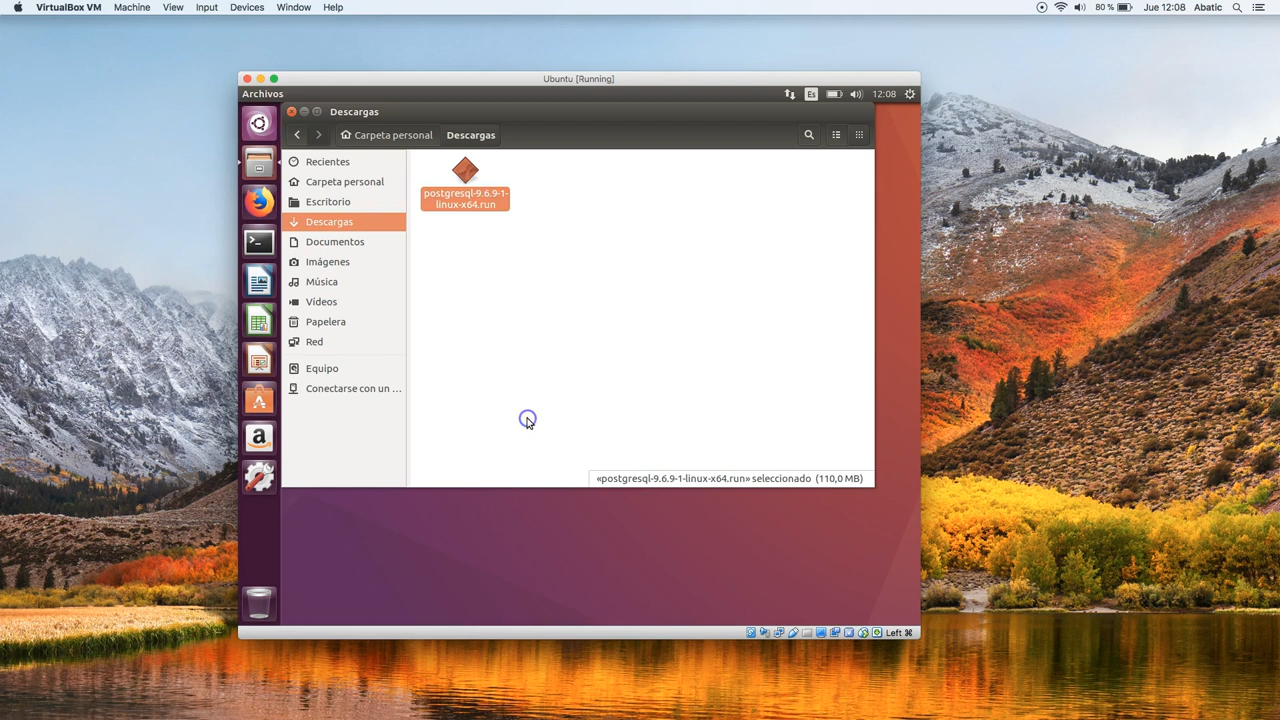 VirtualBox VM Machine View Input Devices Window Help 80 % Jue 12:08 Abatic
Ubuntu [Running]
Archivos Es 12:08
Descargas
Carpeta personal Descargas
Recientes
Carpeta personal
Escritorio
Descargas
Documentos
Imágenes
Música
Vídeos
Papelera
Red
Equipo
Conectarse con un ...
postgresql-9.6.9-1-
linux-x64.run
«postgresql-9.6.9-1-linux-x64.run» seleccionado (110,0 MB)
Left ⌘